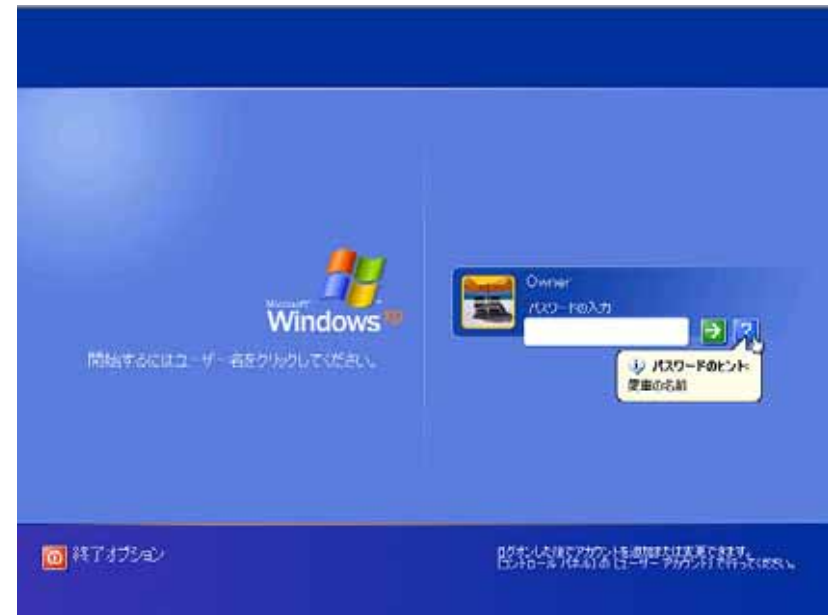 Owner
パスワードの入力
Microsoft
Windows xp
開始するにはユーザー名をクリックしてください。
?
パスワードのヒント:
愛車の名前
終了オプション
ログオンした後でアカウントを追加または変更できます。
[コントロール パネル] の [ユーザー アカウント] で行ってください。